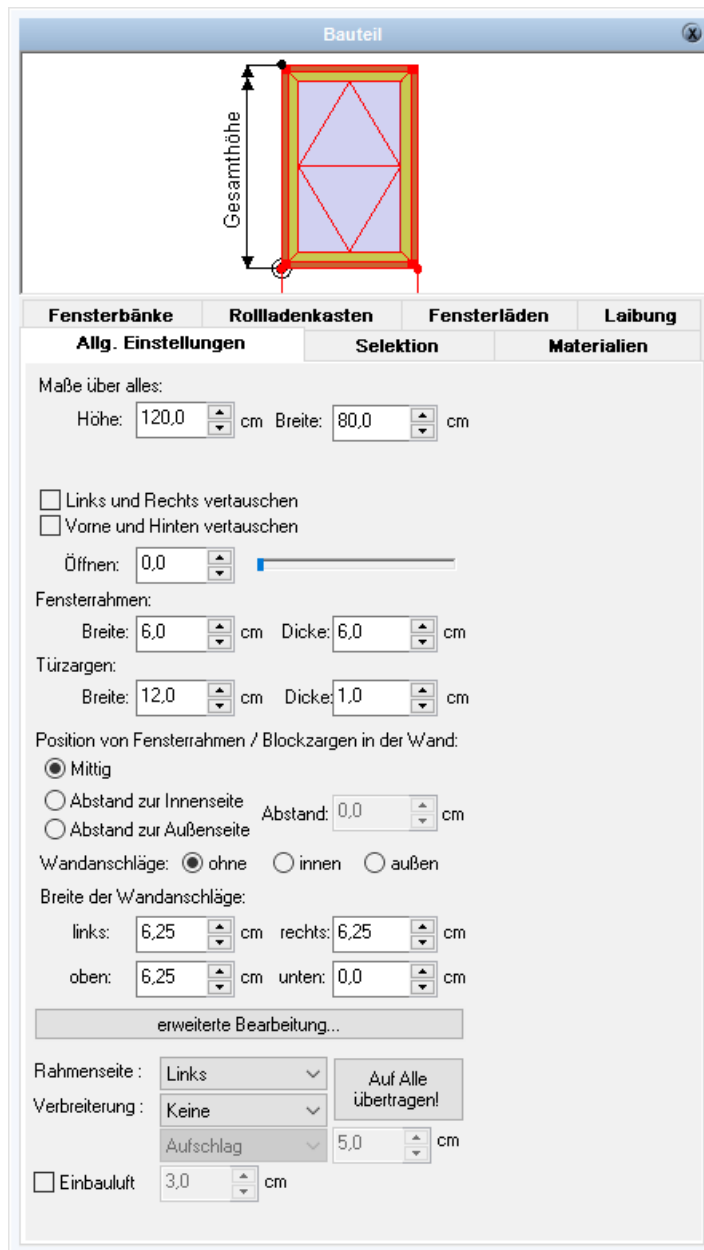 Bauteil
Gesamthöhe
Fensterbänke Rollladenkasten Fensterläden Laibung
Allg. Einstellungen Selektion Materialien
Maße über alles:
Höhe: 120,0 cm Breite: 80,0 cm
Links und Rechts vertauschen
Vorne und Hinten vertauschen
Öffnen: 0,0
Fensterrahmen:
Breite: 6,0 cm Dicke: 6,0 cm
Türzargen:
Breite: 12,0 cm Dicke: 1,0 cm
Position von Fensterrahmen / Blockzargen in der Wand:
Mittig
Abstand zur Innenseite
Abstand: 0,0 cm
Abstand zur Außenseite
Wandanschläge: ohne innen außen
Breite der Wandanschläge:
links: 6,25 cm rechts: 6,25 cm
oben: 6,25 cm unten: 0,0 cm
erweiterte Bearbeitung...
Rahmenseite : Links
Auf Alle übertragen!
Verbreiterung : Keine
Aufschlag 5,0 cm
Einbauluft 3,0 cm